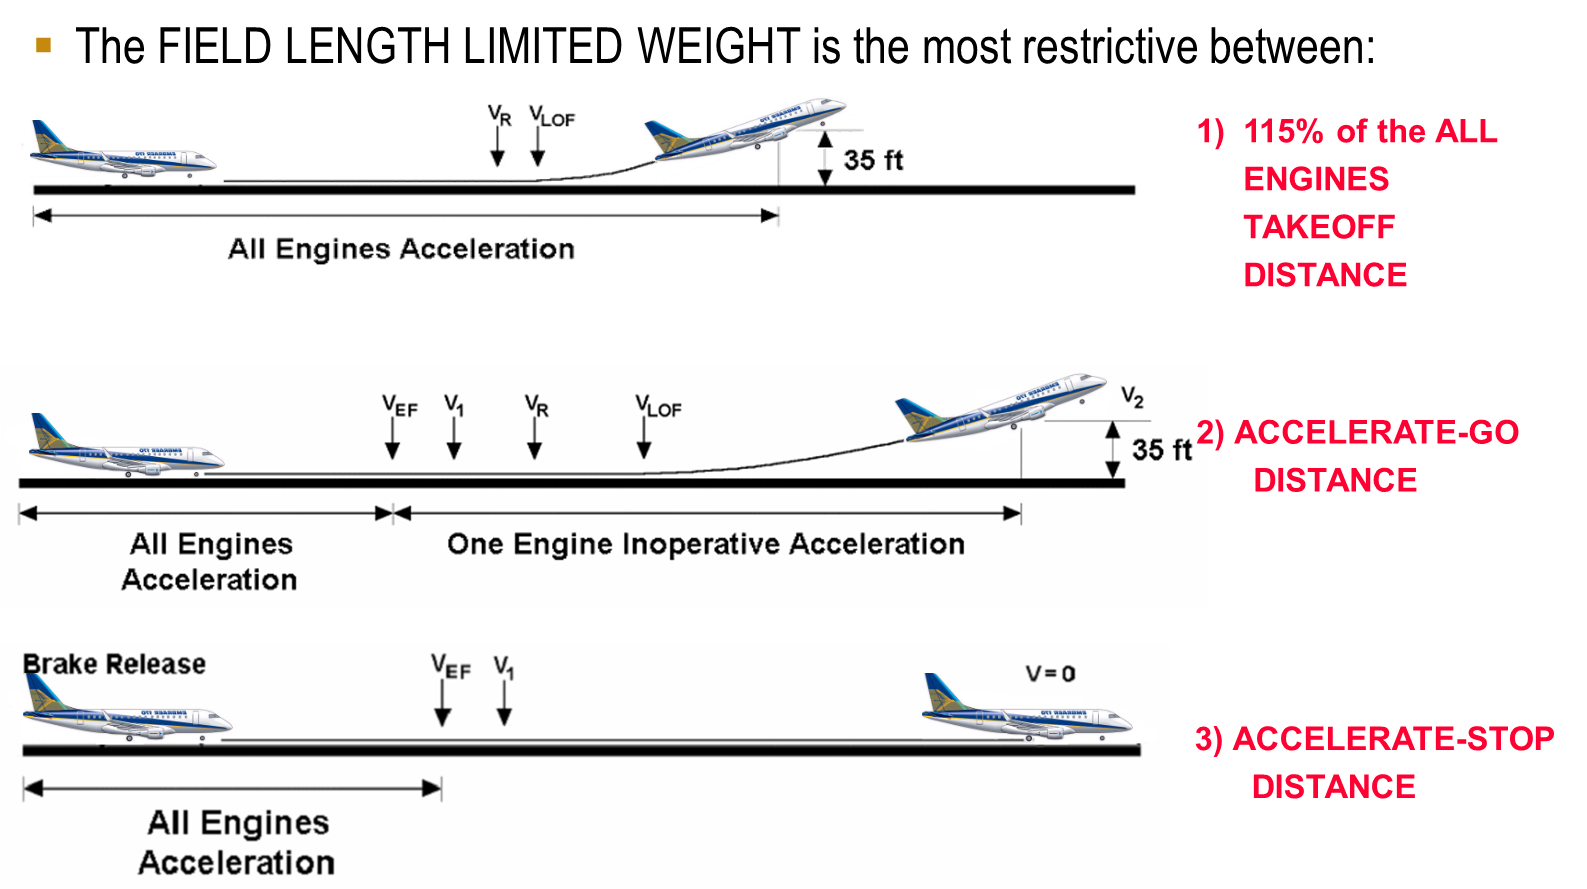 The FIELD LENGTH LIMITED WEIGHT is the most restrictive between:
VR VLOF
35 ft
All Engines Acceleration
1) 115% of the ALL
ENGINES
TAKEOFF
DISTANCE
VEF V1 VR VLOF V2
35 ft
All Engines
Acceleration
One Engine Inoperative Acceleration
2) ACCELERATE-GO
DISTANCE
Brake Release
VEF V1
V=0
All Engines
Acceleration
3) ACCELERATE-STOP
DISTANCE